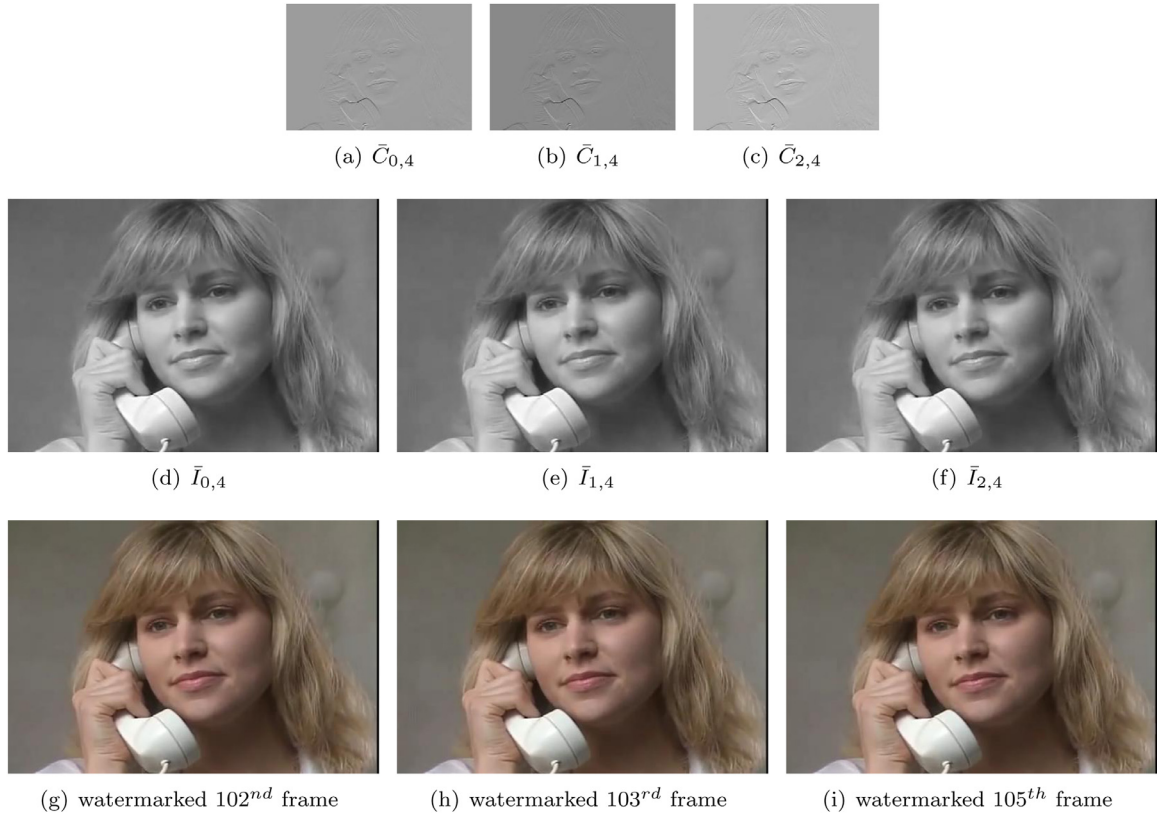 (a) C̄0,4 (b) C̄1,4 (c) C̄2,4
(d) Ī0,4 (e) Ī1,4 (f) Ī2,4
(g) watermarked 102nd frame (h) watermarked 103rd frame (i) watermarked 105th frame